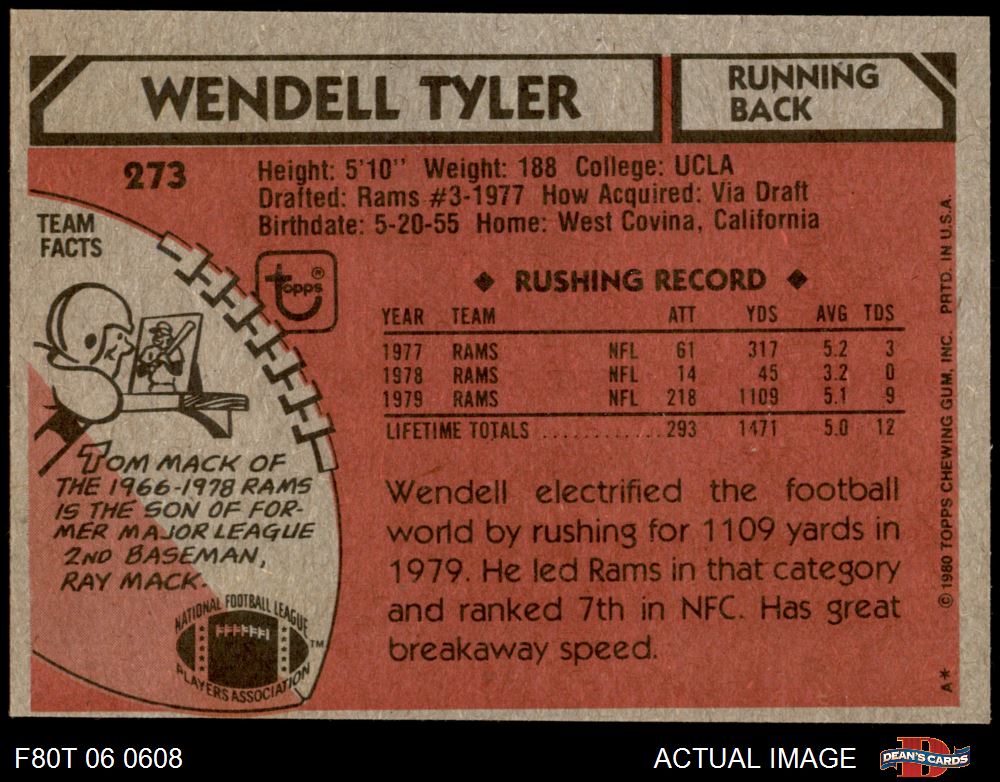 WENDELL TYLER
RUNNING
BACK
273
Height: 5'10" Weight: 188 College: UCLA
Drafted: Rams #3-1977 How Acquired: Via Draft
Birthdate: 5-20-55 Home: West Covina, California
TEAM
FACTS
topps®
◆ RUSHING RECORD ◆
YEAR TEAM ATT YDS AVG TDS
1977 RAMS NFL 61 317 5.2 3
1978 RAMS NFL 14 45 3.2 0
1979 RAMS NFL 218 1109 5.1 9
LIFETIME TOTALS ............ 293 1471 5.0 12
TOM MACK OF
THE 1966-1978 RAMS
IS THE SON OF FOR-
MER MAJOR LEAGUE
2ND BASEMAN,
RAY MACK.
Wendell electrified the football
world by rushing for 1109 yards in
1979. He led Rams in that category
and ranked 7th in NFC. Has great
breakaway speed.
NATIONAL FOOTBALL LEAGUE
PLAYERS ASSOCIATION
TM
A* © 1980 TOPPS CHEWING GUM, INC. PRTD. IN U.S.A.
F80T 06 0608
ACTUAL IMAGE
D
DEAN'S CARDS